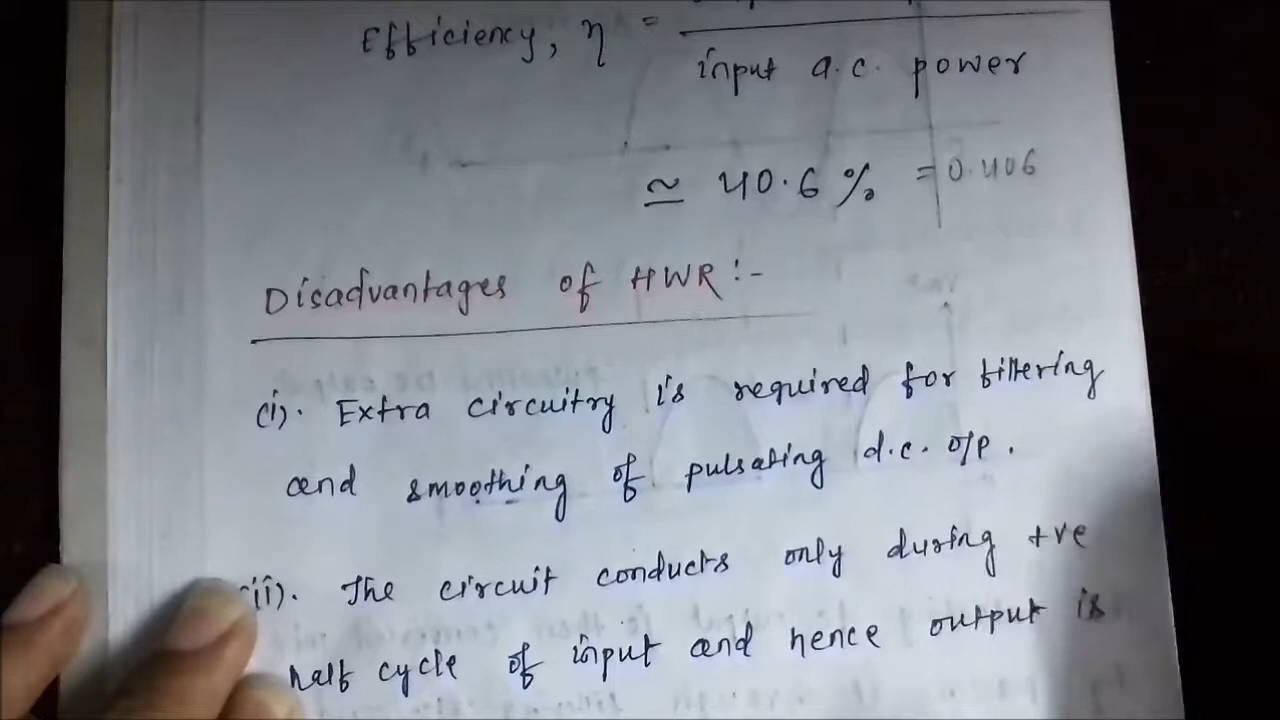 Efficiency, η =
input a.c. power
≃ 40.6 % = 0.406
Disadvantages of HWR :-
(i). Extra circuitry is required for filtering
and smoothing of pulsating d.c. o/p.
(ii). The circuit conducts only during +ve
half cycle of input and hence output is